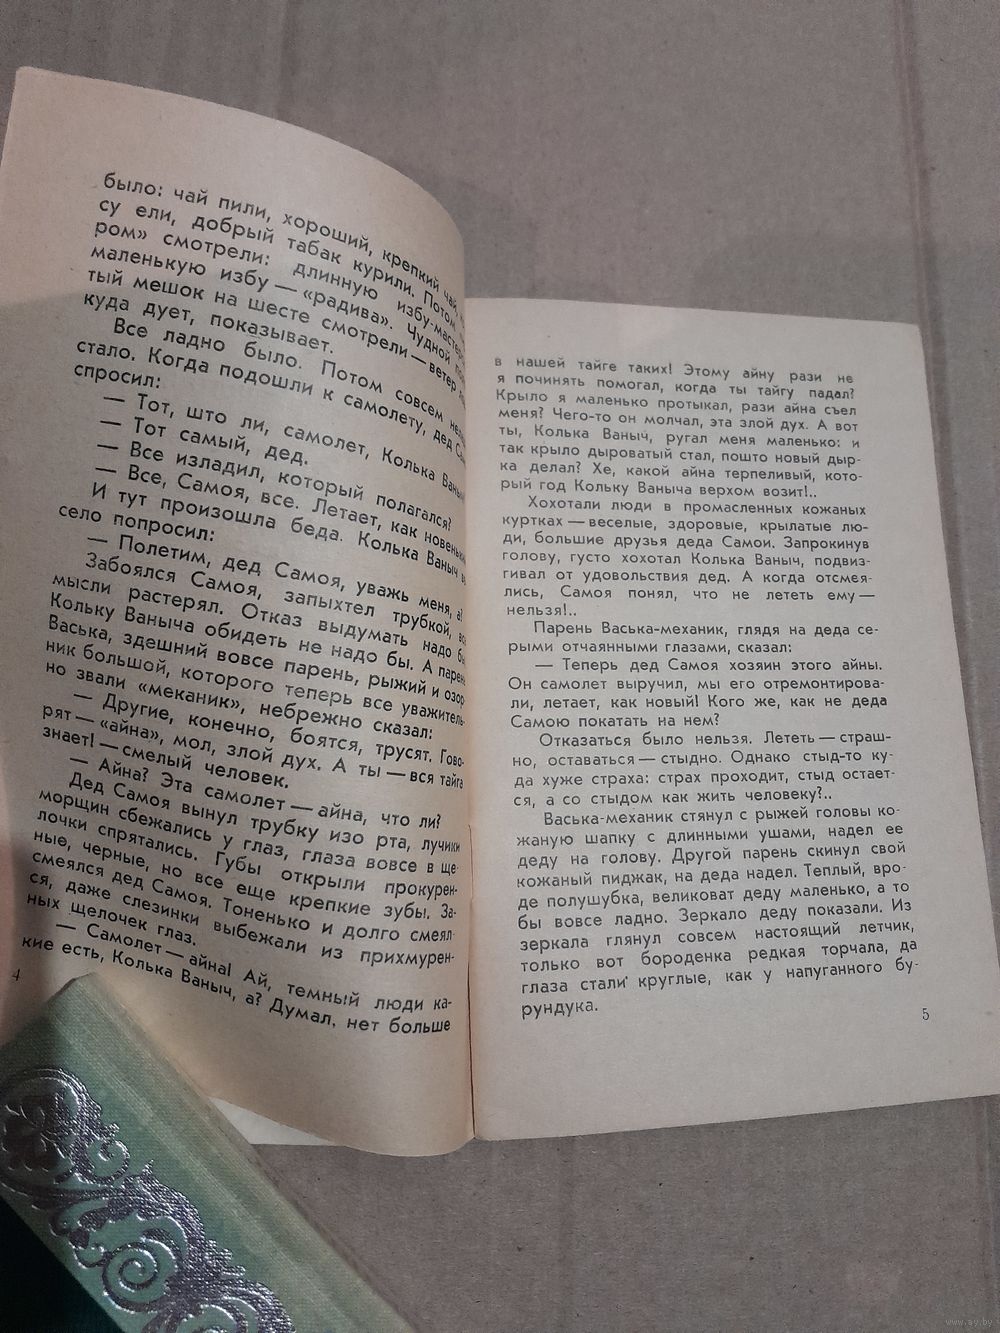 было: чай пили, хороший, крепкий чай,
су ели, добрый табак курили. Потом
ром» смотрели: длинную избу-мастер
маленькую избу — «радива». Чудной
тый мешок на шесте смотрели — ветер
куда дует, показывает.
Все ладно было. Потом совсем
стало. Когда подошли к самолету, дед
спросил:
— Тот, што ли, самолет, Колька Ваныч
— Тот самый, дед.
— Все изладил, который полагался?
— Все, Самоя, все. Летает, как новенький
И тут произошла беда. Колька Ваныч
село попросил:
— Полетим, дед Самоя, уважь меня, а!
Забоялся Самоя, запыхтел трубкой, все
мысли растерял. Отказ выдумать надо бы
Кольку Ваныча обидеть не надо бы. А парень
Васька, здешний вовсе парень, рыжий и озор-
ник большой, которого теперь все уважитель-
но звали «меканик», небрежно сказал:
— Другие, конечно, боятся, трусят. Гово-
рят — «айна», мол, злой дух. А ты — вся тайга
знает! — смелый человек.
— Айна? Эта самолет — айна, что ли?
Дед Самоя вынул трубку изо рта, лучики
морщин сбежались у глаз, глаза вовсе в ще-
лочки спрятались. Губы открыли прокурен-
ные, черные, но все еще крепкие зубы. За-
смеялся дед Самоя. Тоненько и долго смеял-
ся, даже слезинки выбежали из прихмурен-
ных щелочек глаз.
— Самолет — айна! Ай, темный люди ка-
кие есть, Колька Ваныч, а? Думал, нет больше
4
в нашей тайге таких! Этому айну рази не
я починять помогал, когда ты тайгу падал?
Крыло я маленько протыкал, рази айна съел
меня? Чего-то он молчал, эта злой дух. А вот
ты, Колька Ваныч, ругал меня маленько: и
так крыло дыроватый стал, пошто новый дыр-
ка делал? Хе, какой айна терпеливый, кото-
рый год Кольку Ваныча верхом возит!..
Хохотали люди в промасленных кожаных
куртках — веселые, здоровые, крылатые лю-
ди, большие друзья деда Самои. Запрокинув
голову, густо хохотал Колька Ваныч, подвиз-
гивал от удовольствия дед. А когда отсмея-
лись, Самоя понял, что не лететь ему —
нельзя!..
Парень Васька-механик, глядя на деда се-
рыми отчаянными глазами, сказал:
— Теперь дед Самоя хозяин этого айны.
Он самолет выручил, мы его отремонтирова-
ли, летает, как новый! Кого же, как не деда
Самою покатать на нем?
Отказаться было нельзя. Лететь — страш-
но, оставаться — стыдно. Однако стыд-то ку-
да хуже страха: страх проходит, стыд остает-
ся, а со стыдом как жить человеку?..
Васька-механик стянул с рыжей головы ко-
жаную шапку с длинными ушами, надел ее
деду на голову. Другой парень скинул свой
кожаный пиджак, на деда надел. Теплый, вро-
де полушубка, великоват деду маленько, а то
бы вовсе ладно. Зеркало деду показали. Из
зеркала глянул совсем настоящий летчик,
только вот бороденка редкая торчала, да
глаза стали круглые, как у напуганного бу-
рундука.
5
www.ay.by